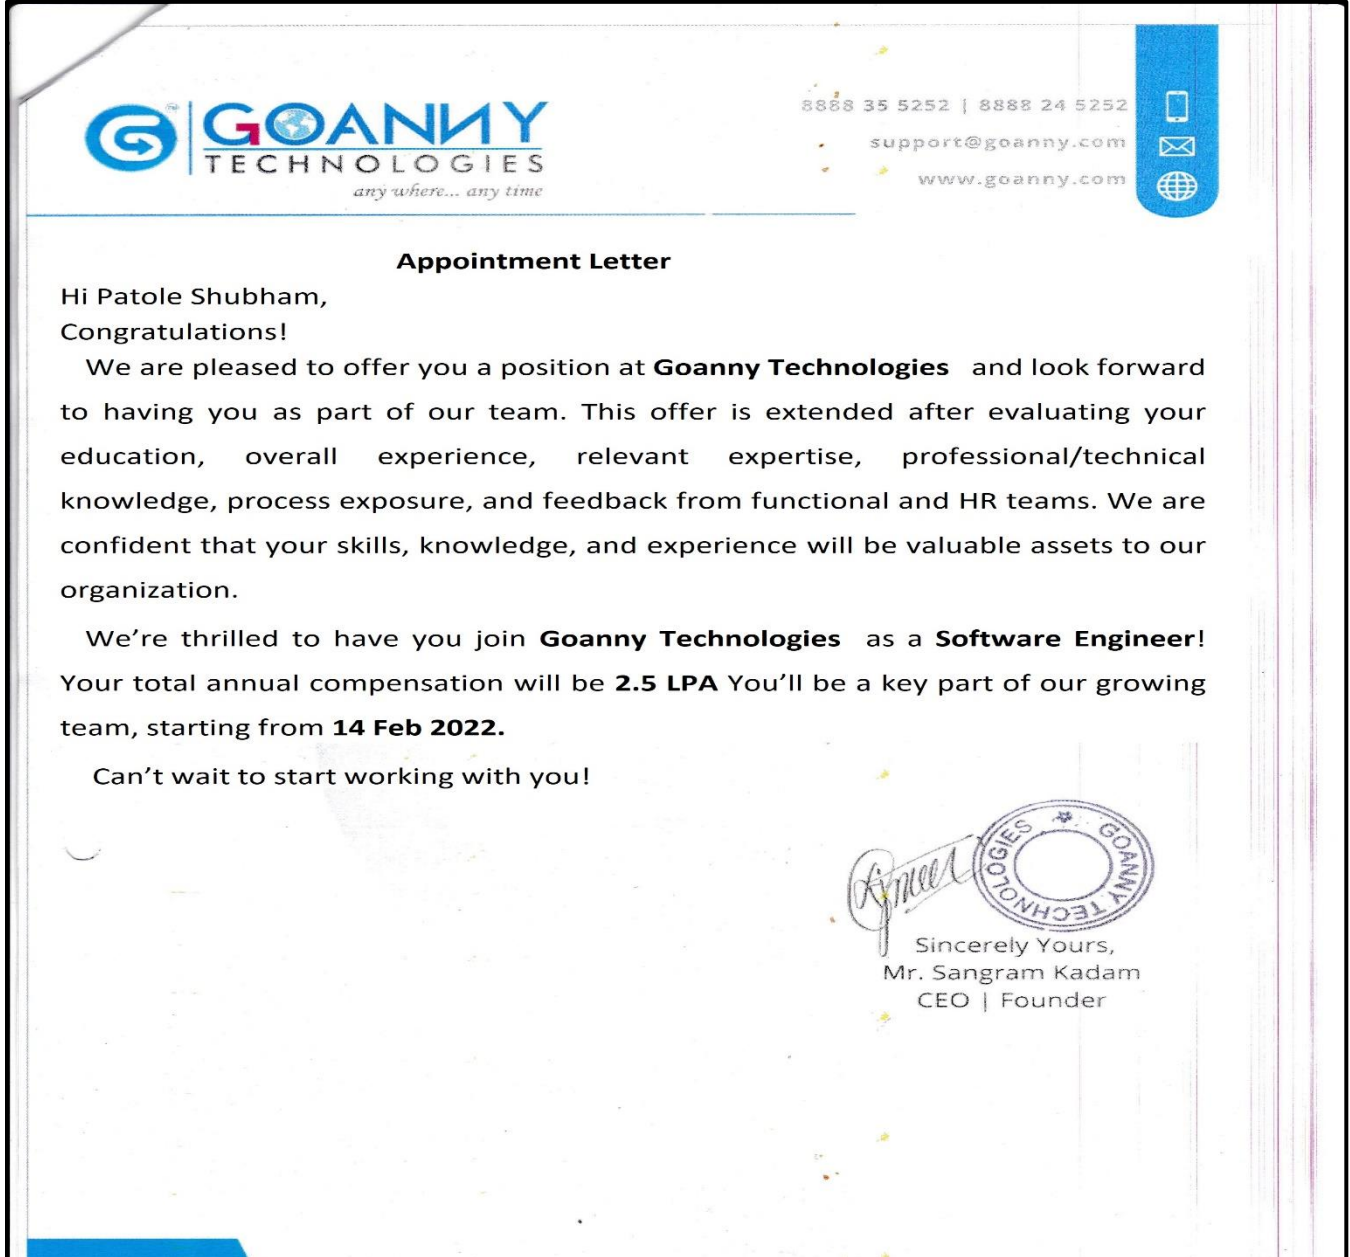 GOANNY
TECHNOLOGIES
any where... any time
TM
8888 35 5252 | 8888 24 5252
support@goanny.com
www.goanny.com
Appointment Letter
Hi Patole Shubham,
Congratulations!
We are pleased to offer you a position at Goanny Technologies and look forward
to having you as part of our team. This offer is extended after evaluating your
education, overall experience, relevant expertise, professional/technical
knowledge, process exposure, and feedback from functional and HR teams. We are
confident that your skills, knowledge, and experience will be valuable assets to our
organization.
We’re thrilled to have you join Goanny Technologies as a Software Engineer!
Your total annual compensation will be 2.5 LPA You’ll be a key part of our growing
team, starting from 14 Feb 2022.
Can’t wait to start working with you!
GOANNY TECHNOLOGIES
Sincerely Yours,
Mr. Sangram Kadam
CEO | Founder